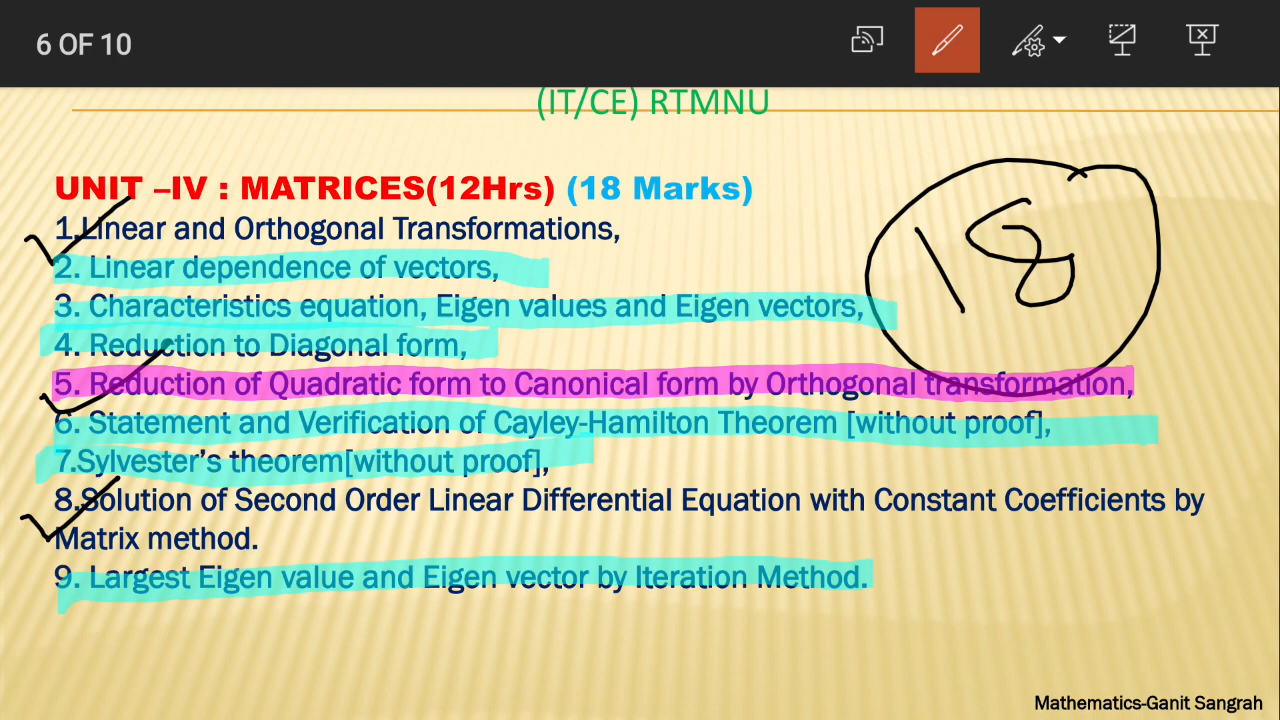 6 OF 10
(IT/CE) RTMNU
UNIT –IV : MATRICES(12Hrs) (18 Marks)
1.Linear and Orthogonal Transformations,
2. Linear dependence of vectors,
3. Characteristics equation, Eigen values and Eigen vectors,
4. Reduction to Diagonal form,
5. Reduction of Quadratic form to Canonical form by Orthogonal transformation,
6. Statement and Verification of Cayley-Hamilton Theorem [without proof],
7.Sylvester’s theorem[without proof],
8.Solution of Second Order Linear Differential Equation with Constant Coefficients by
Matrix method.
9. Largest Eigen value and Eigen vector by Iteration Method.
18
Mathematics-Ganit Sangrah